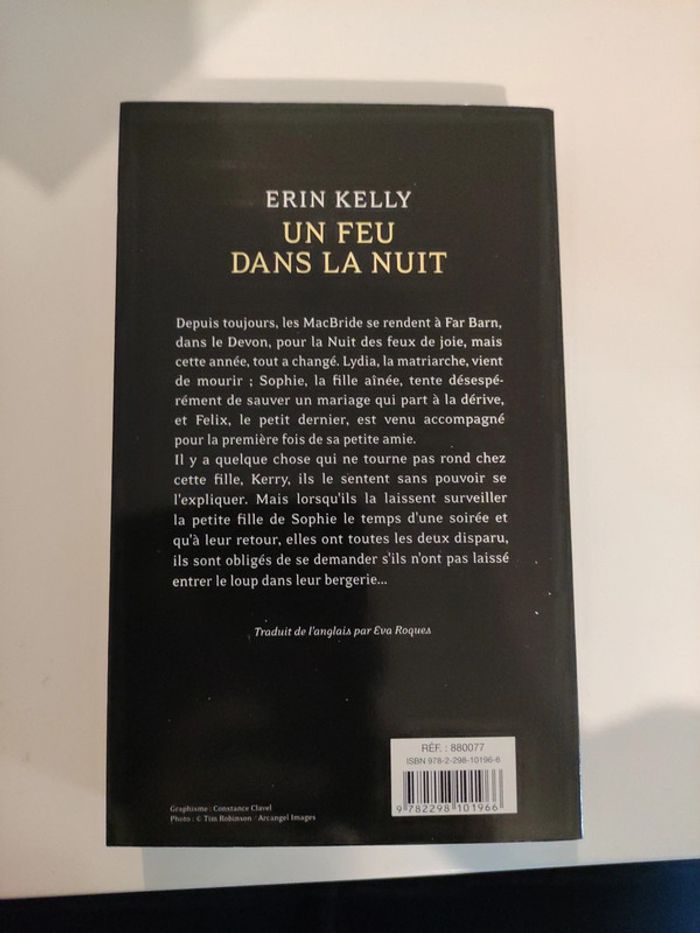 ERIN KELLY
UN FEU
DANS LA NUIT
Depuis toujours, les MacBride se rendent à Far Barn,
dans le Devon, pour la Nuit des feux de joie, mais
cette année, tout a changé. Lydia, la matriarche, vient
de mourir ; Sophie, la fille aînée, tente désespé-
rément de sauver un mariage qui part à la dérive,
et Felix, le petit dernier, est venu accompagné
pour la première fois de sa petite amie.
Il y a quelque chose qui ne tourne pas rond chez
cette fille, Kerry, ils le sentent sans pouvoir se
l'expliquer. Mais lorsqu'ils la laissent surveiller
la petite fille de Sophie le temps d'une soirée et
qu'à leur retour, elles ont toutes les deux disparu,
ils sont obligés de se demander s'ils n'ont pas laissé
entrer le loup dans leur bergerie...
Traduit de l'anglais par Eva Roques
RÉF. : 880077
ISBN 978-2-298-10196-6
9 782298 101966
Graphisme : Constance Clavel
Photo : © Tim Robinson / Arcangel Images